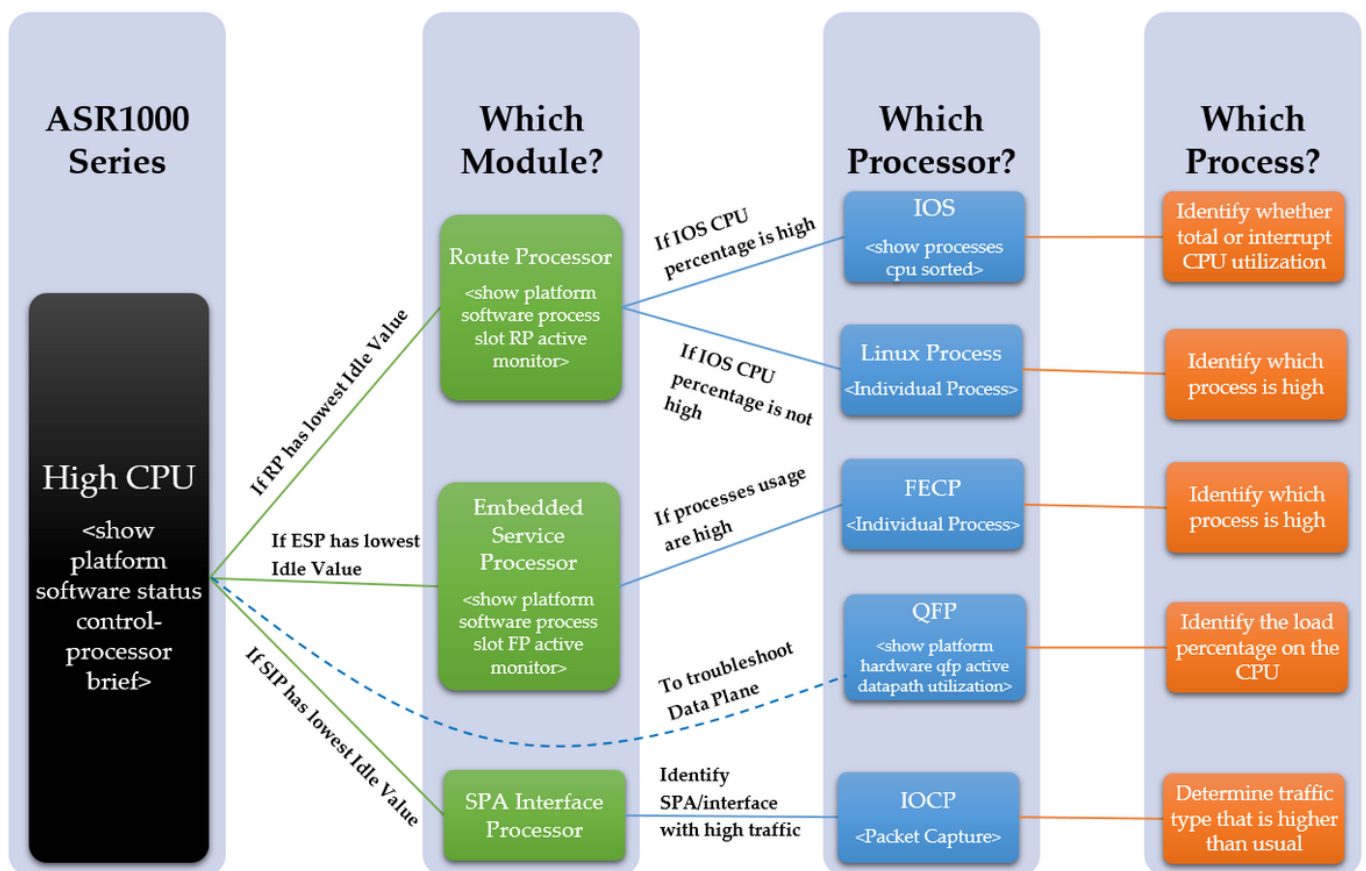 ASR1000
Series
High CPU
<show
platform
software status
control-
processor
brief>
If RP has lowest Idle Value
If ESP has lowest
Idle Value
If SIP has lowest Idle Value
Which
Module?
Route Processor
<show platform
software process
slot RP active
monitor>
Embedded
Service
Processor
<show platform
software process
slot FP active
monitor>
SPA Interface
Processor
If IOS CPU
percentage is high
If IOS CPU
percentage is not
high
If processes usage
are high
To troubleshoot
Data Plane
Identify
SPA/interface
with high traffic
Which
Processor?
IOS
<show processes
cpu sorted>
Linux Process
<Individual Process>
FECP
<Individual Process>
QFP
<show platform
hardware qfp active
datapath utilization>
IOCP
<Packet Capture>
Which
Process?
Identify whether
total or interrupt
CPU utilization
Identify which
process is high
Identify which
process is high
Identify the load
percentage on the
CPU
Determine traffic
type that is higher
than usual